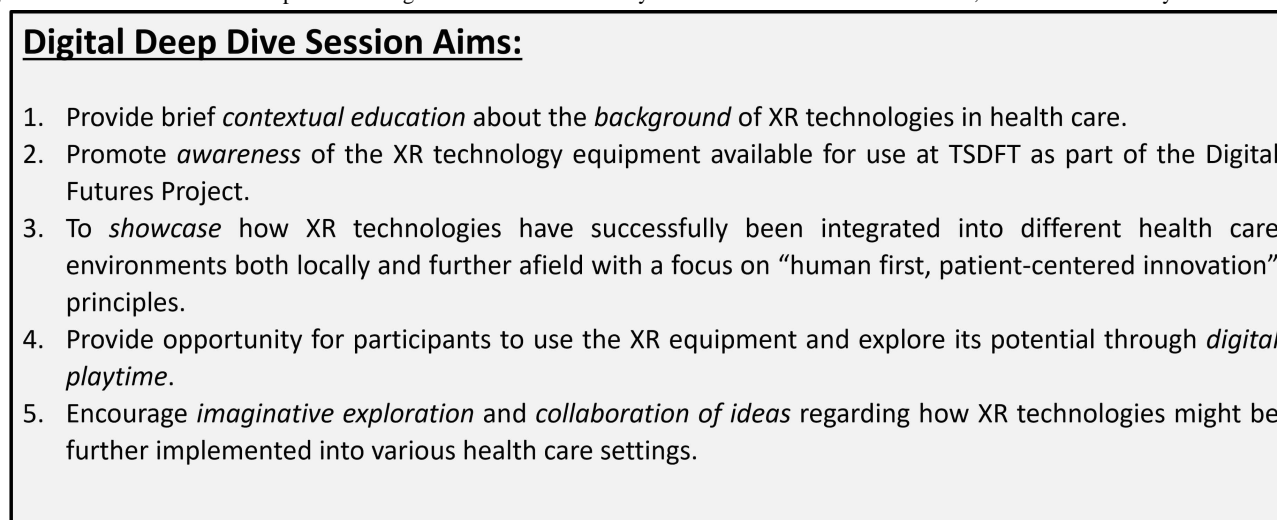 Digital Deep Dive Session Aims:
1. Provide brief contextual education about the background of XR technologies in health care.
2. Promote awareness of the XR technology equipment available for use at TSDFT as part of the Digital
Futures Project.
3. To showcase how XR technologies have successfully been integrated into different health care
environments both locally and further afield with a focus on “human first, patient-centered innovation”
principles.
4. Provide opportunity for participants to use the XR equipment and explore its potential through digital
playtime.
5. Encourage imaginative exploration and collaboration of ideas regarding how XR technologies might be
further implemented into various health care settings.